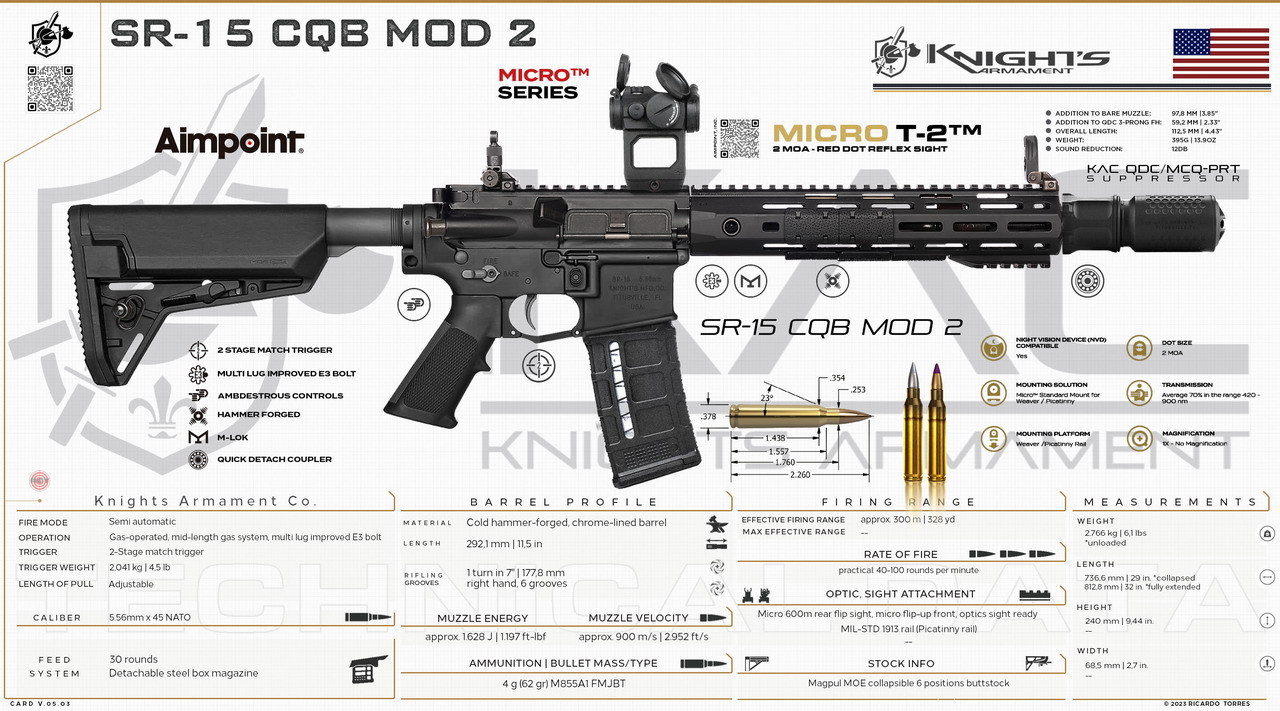 SR-15 CQB MOD 2
KNIGHT'S
ARMAMENT
MICRO™
SERIES
Aimpoint®
AIMPOINT, INC.
MICRO T-2™
2 MOA - RED DOT REFLEX SIGHT
ADDITION TO BARE MUZZLE: 97,8 MM | 3.85"
ADDITION TO QDC 3-PRONG FH: 59,2 MM | 2.33"
OVERALL LENGTH: 112,5 MM | 4.43"
WEIGHT: 395G | 13.9OZ
SOUND REDUCTION: 12DB
KAC QDC/MCQ-PRT
SUPPRESSOR
KAC
KNIGHTS ARMAMENT
FIRE
SAFE
2 STAGE MATCH TRIGGER
MULTI LUG IMPROVED E3 BOLT
AMBDESTROUS CONTROLS
HAMMER FORGED
M-LOK
QUICK DETACH COUPLER
SR-15 CQB MOD 2
.378
23°
.354
.253
1.438
1.557
1.760
2.260
NIGHT VISION DEVICE (NVD)
COMPATIBLE
Yes
DOT SIZE
2 MOA
MOUNTING SOLUTION
Micro™ Standard Mount for
Weaver / Picatinny
TRANSMISSION
Average 70% in the range 420 -
900 nm
MOUNTING PLATFORM
Weaver /Picatinny Rail
MAGNIFICATION
1X - No Magnification
TECHNICAL DATA
Knights Armament Co.
FIRE MODE Semi automatic
OPERATION Gas-operated, mid-length gas system, multi lug improved E3 bolt
TRIGGER 2-Stage match trigger
TRIGGER WEIGHT 2.041 kg | 4.5 lb
LENGTH OF PULL Adjustable
CALIBER 5.56mm x 45 NATO
FEED
SYSTEM
30 rounds
Detachable steel box magazine
BARREL PROFILE
MATERIAL Cold hammer-forged, chrome-lined barrel
LENGTH 292,1 mm | 11,5 in
RIFLING
GROOVES
1 turn in 7" | 177,8 mm
right hand, 6 grooves
MUZZLE ENERGY
approx. 1.628 J | 1.197 ft-lbf
MUZZLE VELOCITY
approx. 900 m/s | 2.952 ft/s
AMMUNITION | BULLET MASS/TYPE
4 g (62 gr) M855A1 FMJBT
FIRING RANGE
EFFECTIVE FIRING RANGE approx. 300 m | 328 yd
MAX EFFECTIVE RANGE --
RATE OF FIRE
practical 40-100 rounds per minute
OPTIC, SIGHT ATTACHMENT
Micro 600m rear flip sight, micro flip-up front, optics sight ready
MIL-STD 1913 rail (Picatinny rail)
--
STOCK INFO
Magpul MOE collapsible 6 positions buttstock
MEASUREMENTS
WEIGHT
2.766 kg | 6.1 lbs
*unloaded
LENGTH
736,6 mm | 29 in. *collapsed
812,8 mm | 32 in. *fully extended
HEIGHT
240 mm | 9.44 in.
--
WIDTH
68,5 mm | 2,7 in.
--
CARD V.05.03
© 2023 RICARDO TORRES